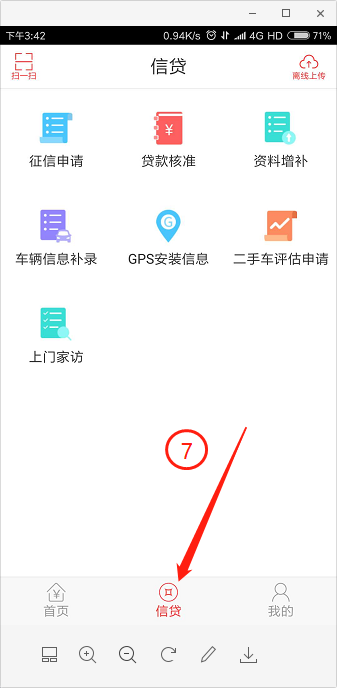 下午3:42 0.94K/s 4G HD 71%
扫一扫 信贷 离线上传
征信申请 贷款核准 资料增补
车辆信息补录 GPS安装信息 二手车评估申请
上门家访
7
首页 信贷 我的